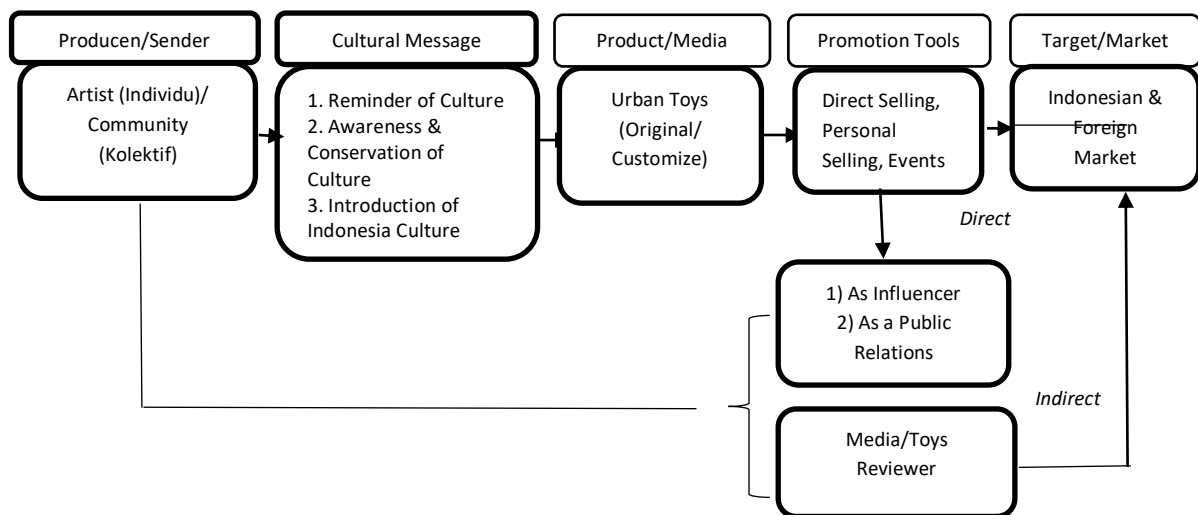 Producen/Sender
Cultural Message
Product/Media
Promotion Tools
Target/Market
Artist (Individu)/
Community
(Kolektif)
1. Reminder of Culture
2. Awareness &
Conservation of
Culture
3. Introduction of
Indonesia Culture
Urban Toys
(Original/
Customize)
Direct Selling,
Personal
Selling, Events
Indonesian &
Foreign
Market
Direct
1) As Influencer
2) As a Public
Relations
Indirect
Media/Toys
Reviewer